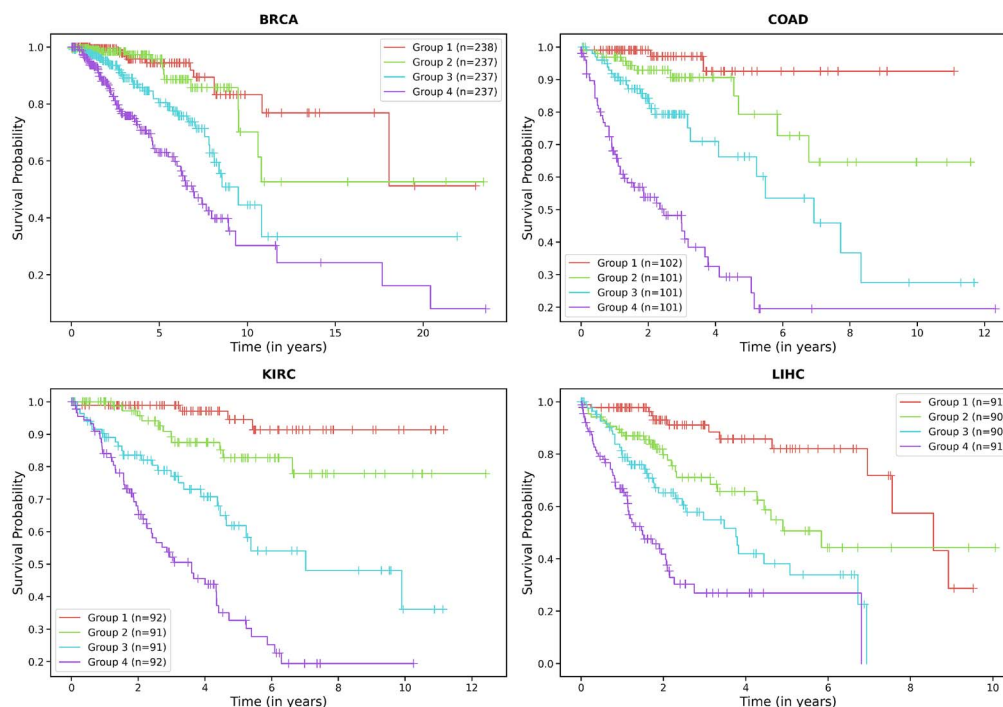 BRCA
Survival Probability
1.0
0.8
0.6
0.4
0.2
Group 1 (n=238)
Group 2 (n=237)
Group 3 (n=237)
Group 4 (n=237)
0
5
10
15
20
Time (in years)
COAD
Survival Probability
1.0
0.9
0.8
0.7
0.6
0.5
0.4
0.3
0.2
Group 1 (n=102)
Group 2 (n=101)
Group 3 (n=101)
Group 4 (n=101)
0
2
4
6
8
10
12
Time (in years)
KIRC
Survival Probability
1.0
0.9
0.8
0.7
0.6
0.5
0.4
0.3
0.2
Group 1 (n=92)
Group 2 (n=91)
Group 3 (n=91)
Group 4 (n=92)
0
2
4
6
8
10
12
Time (in years)
LIHC
Survival Probability
1.0
0.8
0.6
0.4
0.2
0.0
Group 1 (n=91
Group 2 (n=90
Group 3 (n=90
Group 4 (n=91
0
2
4
6
8
10
Time (in years)